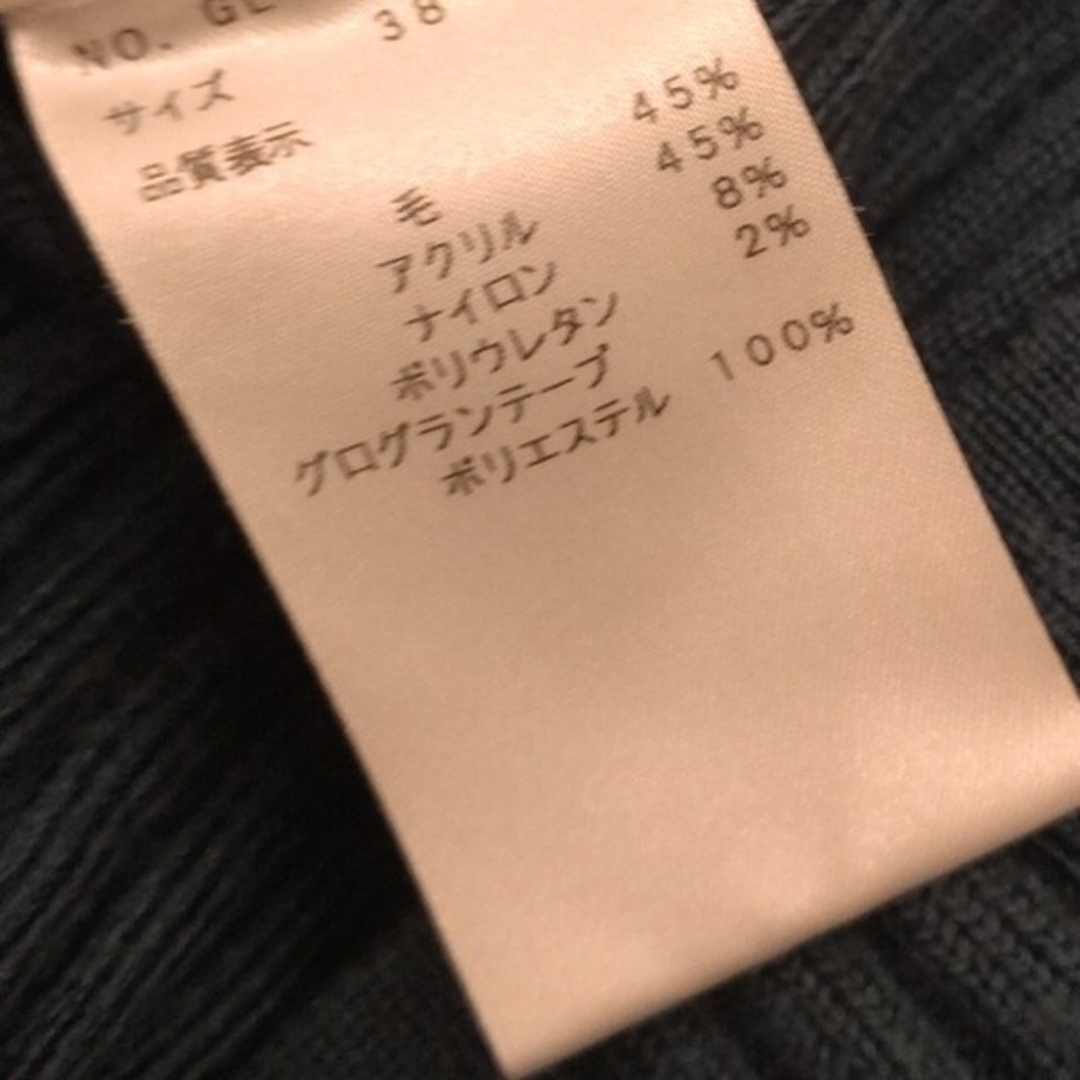 NO. GL
サイズ 38
品質表示
毛 45%
アクリル 45%
ナイロン 8%
ポリウレタン 2%
グログランテープ
ポリエステル 100%